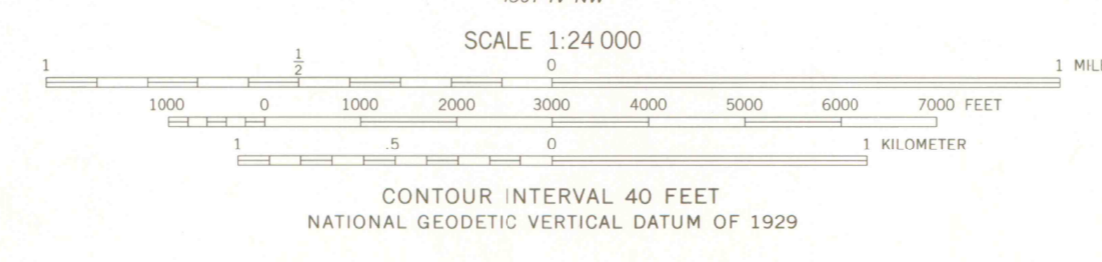 SCALE 1:24 000
1 1/2 0 1 MILE
1000 0 1000 2000 3000 4000 5000 6000 7000 FEET
1 .5 0 1 KILOMETER
CONTOUR INTERVAL 40 FEET
NATIONAL GEODETIC VERTICAL DATUM OF 1929